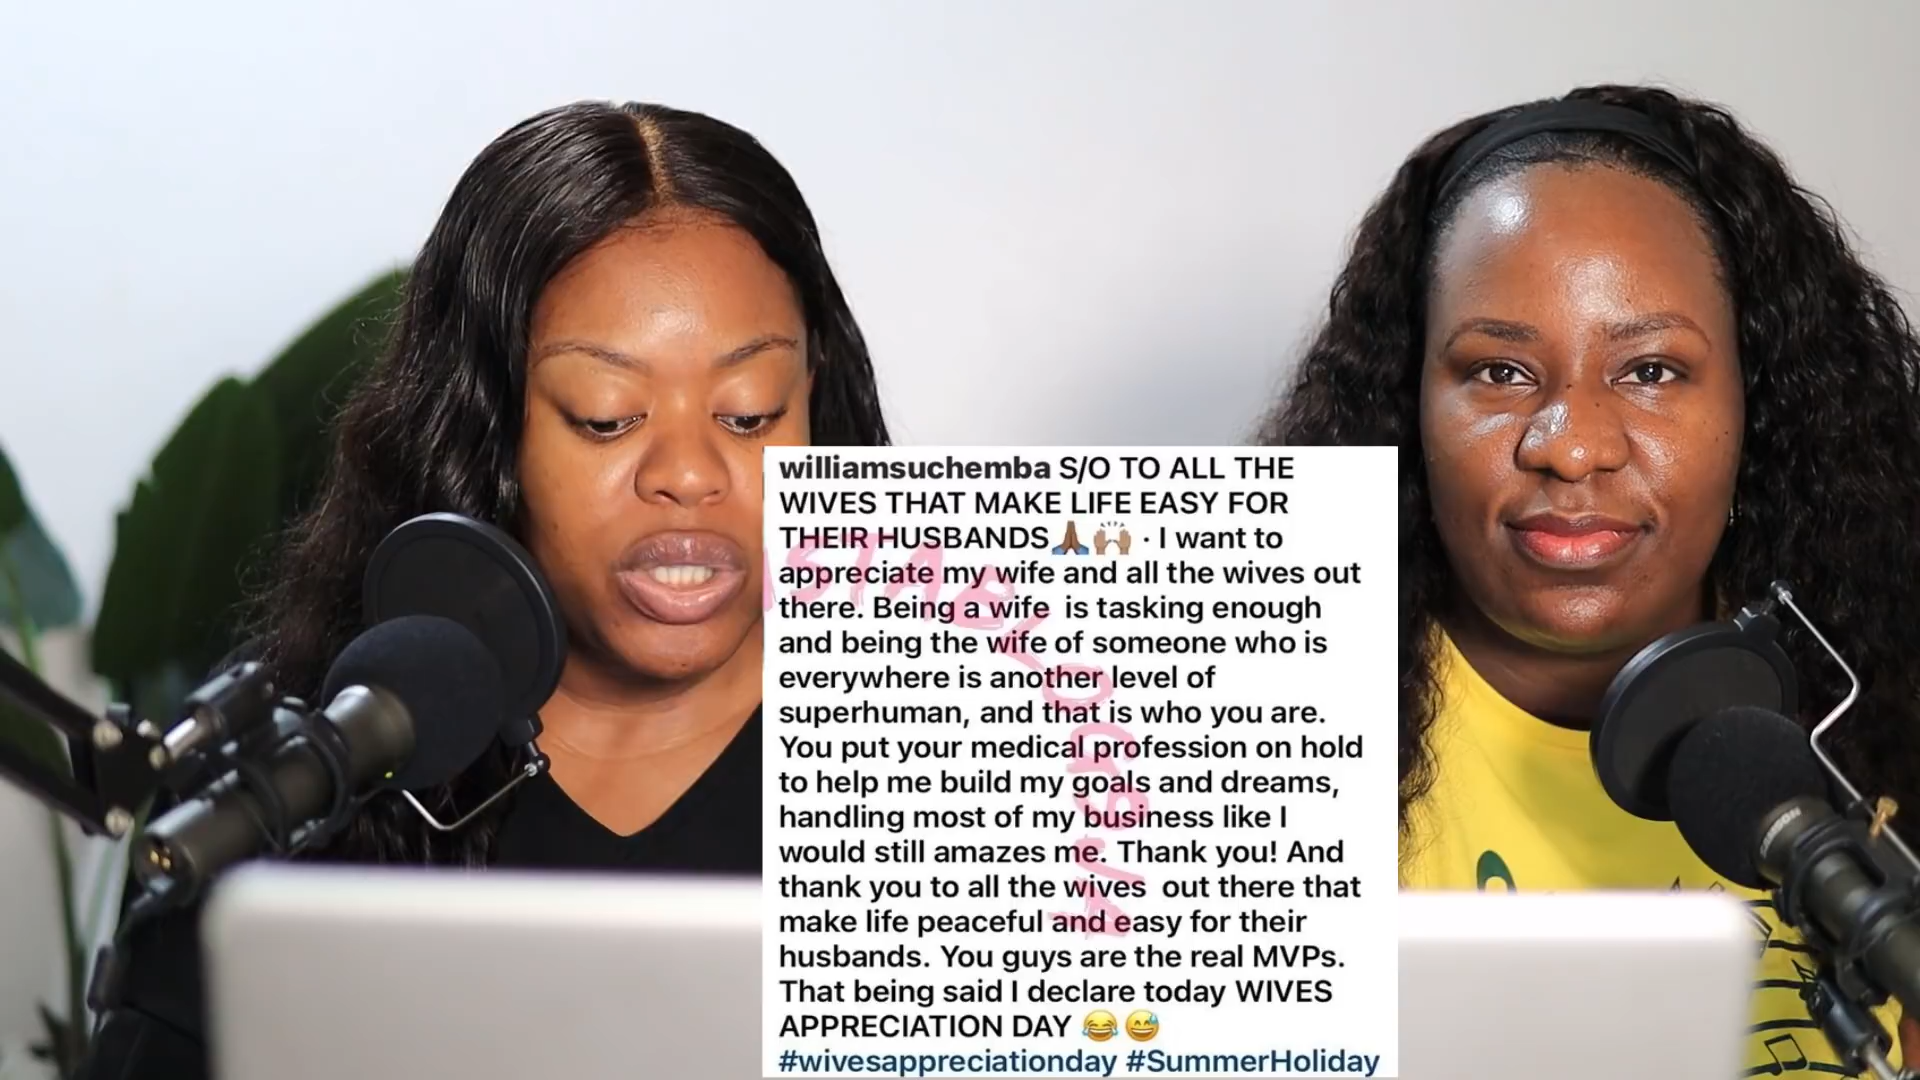 williamsuchemba S/O TO ALL THE
WIVES THAT MAKE LIFE EASY FOR
THEIR HUSBANDS🙏🏾🙌🏽 · I want to
appreciate my wife and all the wives out
there. Being a wife is tasking enough
and being the wife of someone who is
everywhere is another level of
superhuman, and that is who you are.
You put your medical profession on hold
to help me build my goals and dreams,
handling most of my business like I
would still amazes me. Thank you! And
thank you to all the wives out there that
make life peaceful and easy for their
husbands. You guys are the real MVPs.
That being said I declare today WIVES
APPRECIATION DAY 😂😅
#wivesappreciationday #SummerHoliday
INSTABLOG9JA
SAMSON